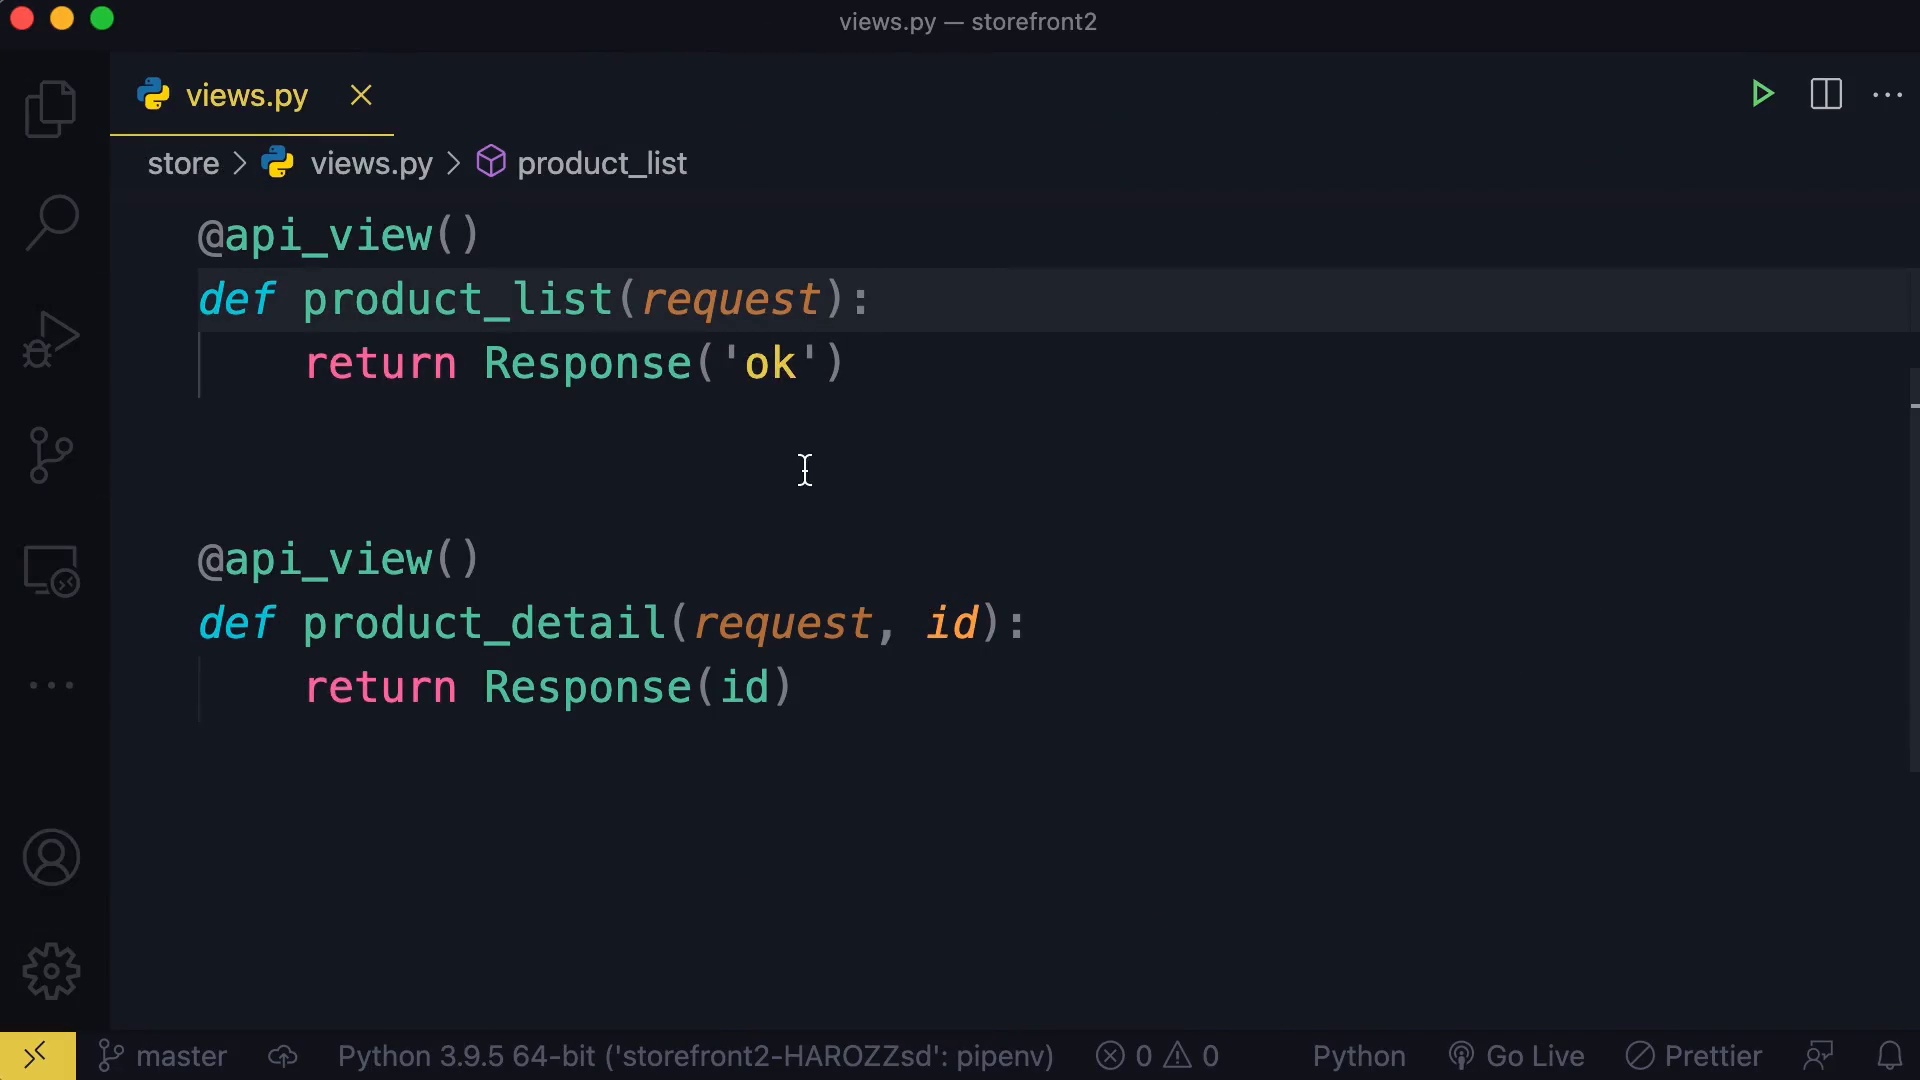 views.py — storefront2
views.py
store > views.py > product_list
@api_view()
def product_list(request):
    return Response('ok')
@api_view()
def product_detail(request, id):
    return Response(id)
master
Python 3.9.5 64-bit ('storefront2-HAROZZsd': pipenv)
0
0
Python
Go Live
Prettier